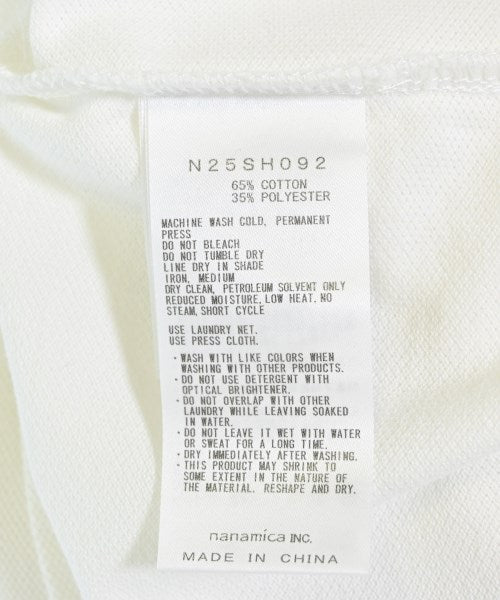 N25SH092
65% COTTON
35% POLYESTER
MACHINE WASH COLD, PERMANENT
PRESS
DO NOT BLEACH
DO NOT TUMBLE DRY
LINE DRY IN SHADE
IRON, MEDIUM
DRY CLEAN, PETROLEUM SOLVENT ONLY
REDUCED MOISTURE, LOW HEAT. NO
STEAM, SHORT CYCLE
USE LAUNDRY NET.
USE PRESS CLOTH.
・WASH WITH LIKE COLORS WHEN
WASHING WITH OTHER PRODUCTS.
・DO NOT USE DETERGENT WITH
OPTICAL BRIGHTENER.
・DO NOT OVERLAP WITH OTHER
LAUNDRY WHILE LEAVING SOAKED
IN WATER.
・DO NOT LEAVE IT WET WITH WATER
OR SWEAT FOR A LONG TIME.
・DRY IMMEDIATELY AFTER WASHING.
・THIS PRODUCT MAY SHRINK TO
SOME EXTENT IN THE NATURE OF
THE MATERIAL. RESHAPE AND DRY.
nanamica INC.
MADE IN CHINA